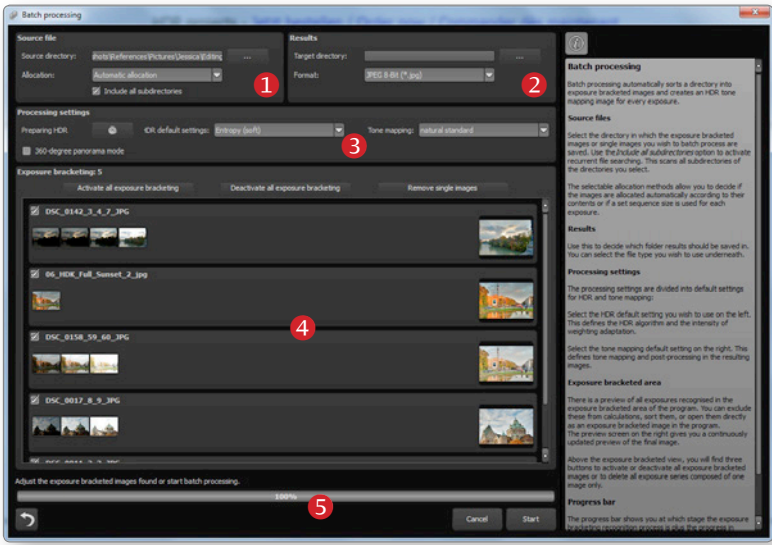 Batch processing
Source file
Source directory:
hots\References\Pictures\Jessica\Editing
...
Allocation:
Automatic allocation
Include all subdirectories
1
Results
Target directory:
...
Format:
JPEG 8-Bit (*.jpg)
2
Processing settings
Preparing HDR
HDR default settings:
Entropy (soft)
Tone mapping:
natural standard
3
360-degree panorama mode
Exposure bracketing: 5
Activate all exposure bracketing
Deactivate all exposure bracketing
Remove single images
DSC_0142_3_4_7_JPG
06_HDR_Full_Sunset_2_jpg
4
DSC_0158_59_60_JPG
DSC_0017_8_9_JPG
Adjust the exposure bracketed images found or start batch processing.
100%
5
Cancel
Start
Batch processing
Batch processing automatically sorts a directory into
exposure bracketed images and creates an HDR tone
mapping image for every exposure.
Source files
Select the directory in which the exposure bracketed
images or single images you wish to batch process are
saved. Use the Include all subdirectories option to activate
recurrent file searching. This scans all subdirectories of
the directories you select.
The selectable allocation methods allow you to decide if
the images are allocated automatically according to their
contents or if a set sequence size is used for each
exposure.
Results
Use this to decide which folder results should be saved in.
You can select the file type you wish to use underneath.
Processing settings
The processing settings are divided into default settings
for HDR and tone mapping:
Select the HDR default setting you wish to use on the left.
This defines the HDR algorithm and the intensity of
weighting adaptation.
Select the tone mapping default setting on the right. This
defines tone mapping and post-processing in the resulting
images.
Exposure bracketed area
There is a preview of all exposures recognised in the
exposure bracketed area of the program. You can exclude
these from calculations, sort them, or open them directly
as an exposure bracketed image in the program.
The preview screen on the right gives you a continuously
updated preview of the final image.
Above the exposure bracketed view, you will find three
buttons to activate or deactivate all exposure bracketed
images or to delete all exposure series composed of one
image only.
Progress bar
The progress bar shows you at which stage the exposure
bracketing recognition process is plus the progress in